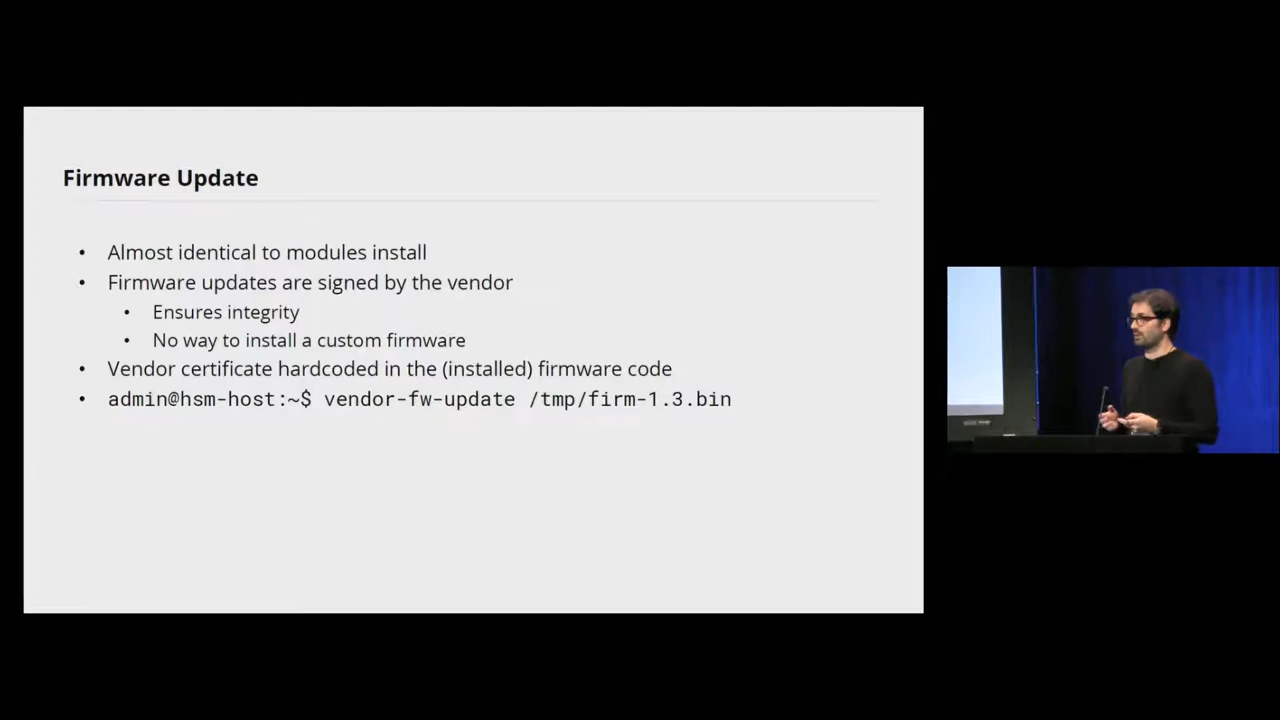 Firmware Update
• Almost identical to modules install
• Firmware updates are signed by the vendor
• Ensures integrity
• No way to install a custom firmware
• Vendor certificate hardcoded in the (installed) firmware code
• admin@hsm-host:~$ vendor-fw-update /tmp/firm-1.3.bin